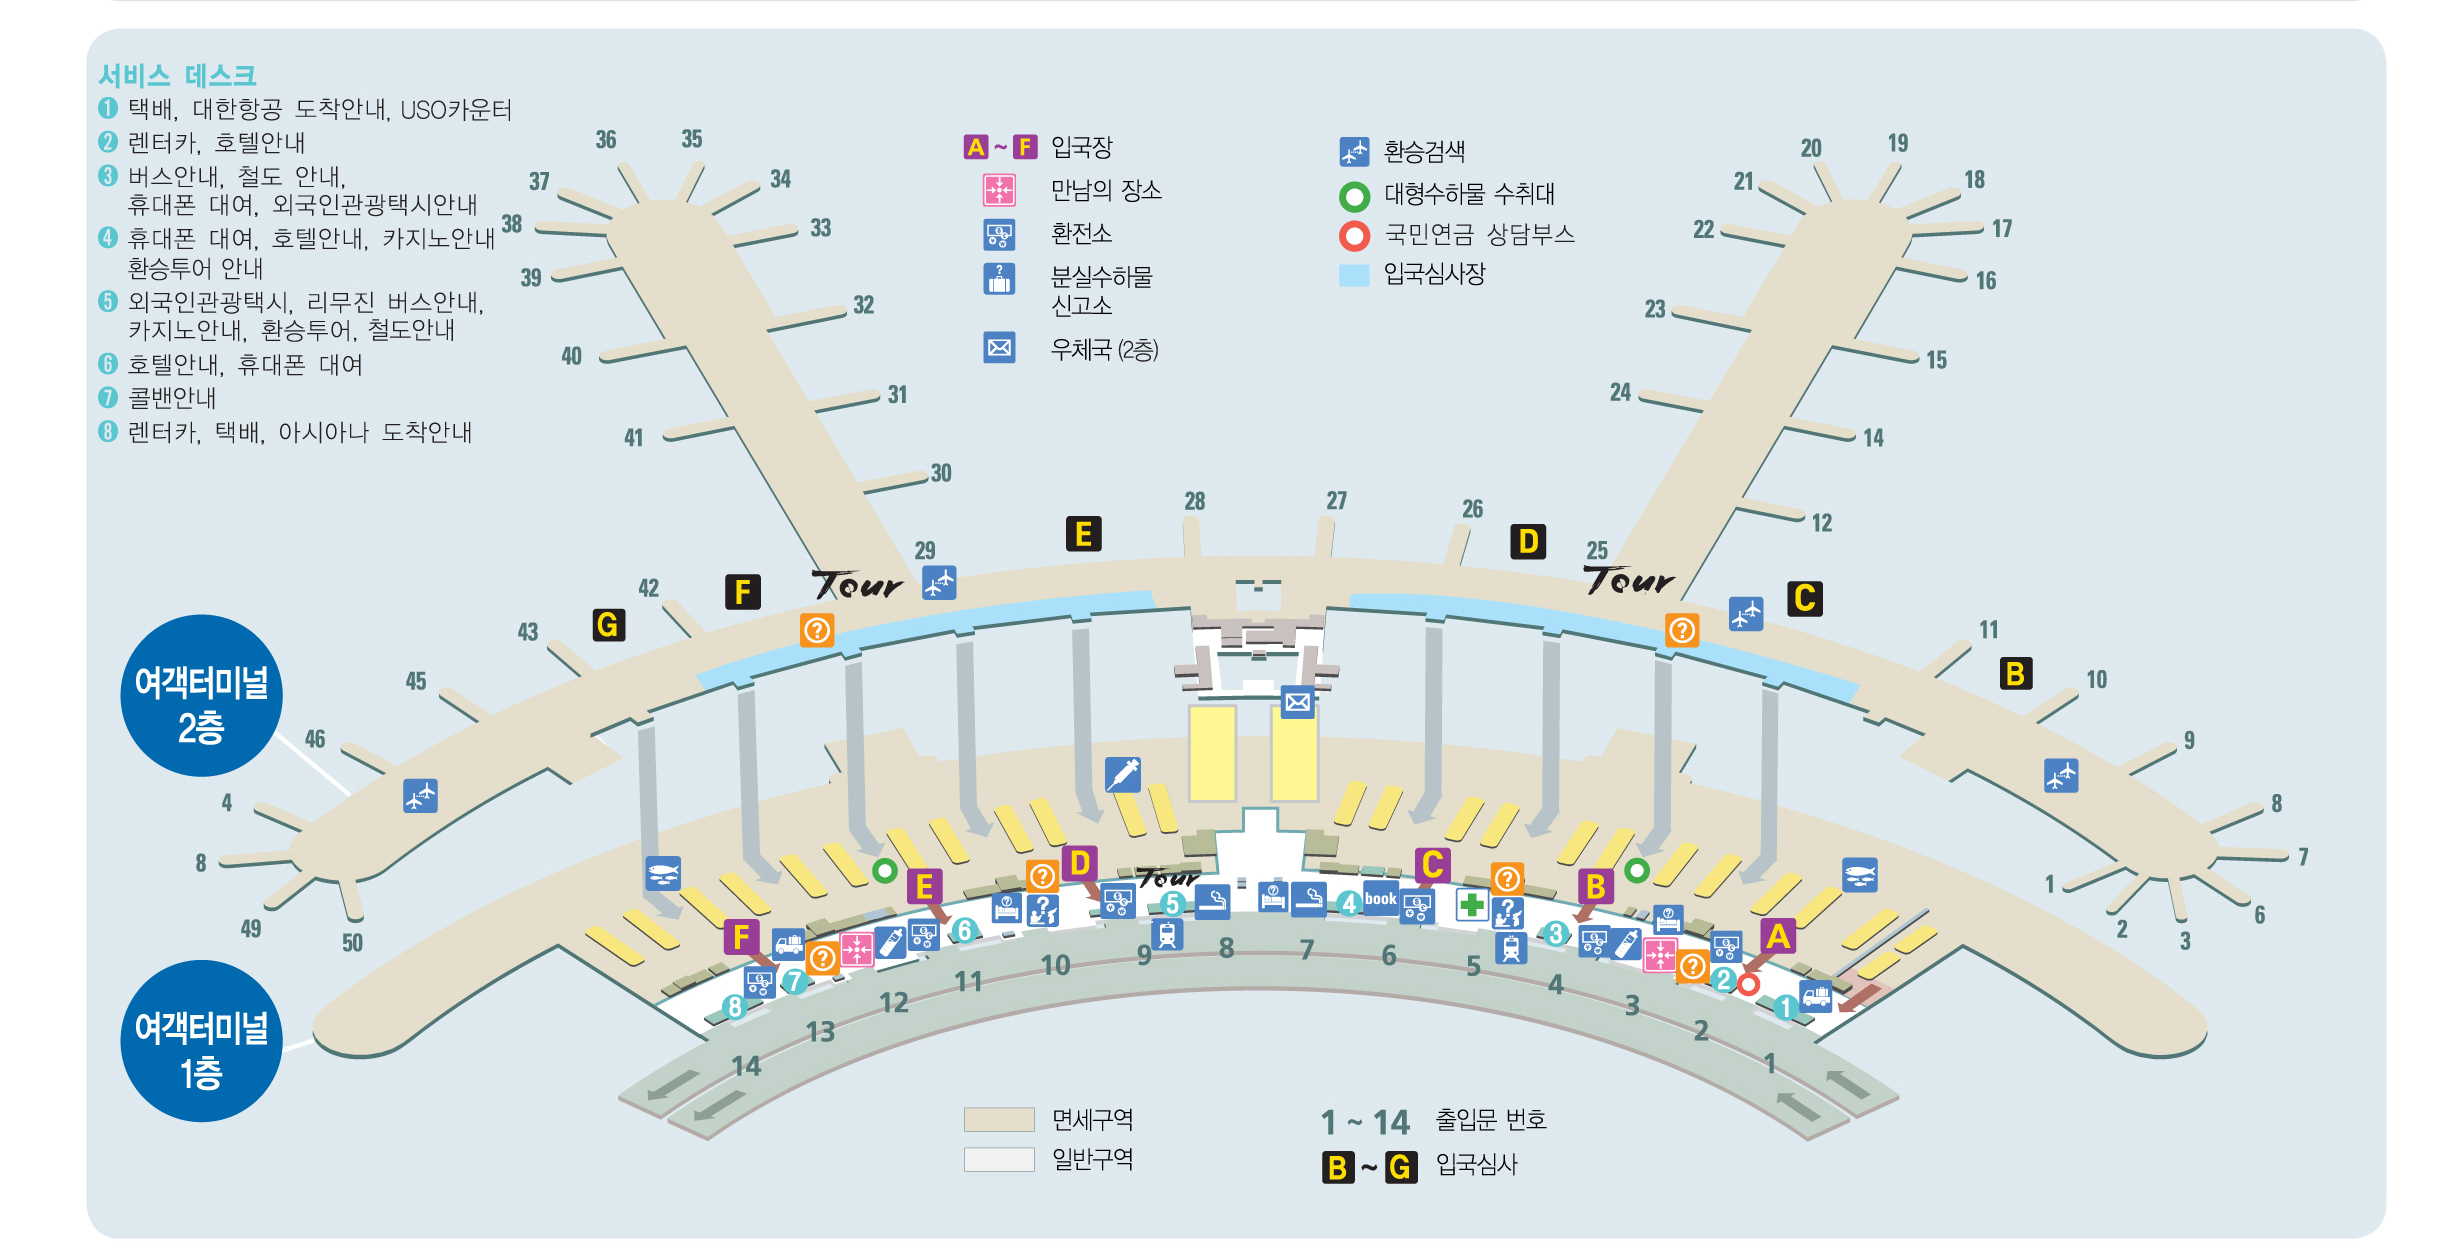 서비스 데스크
1 택배, 대한항공 도착안내, USO카운터
2 렌터카, 호텔안내
3 버스안내, 철도 안내,
휴대폰 대여, 외국인관광택시안내
4 휴대폰 대여, 호텔안내, 카지노안내
환승투어 안내
5 외국인관광택시, 리무진 버스안내,
카지노안내, 환승투어, 철도안내
6 호텔안내, 휴대폰 대여
7 콜밴안내
8 렌터카, 택배, 아시아나 도착안내
A ~ F 입국장
만남의 장소
환전소
분실수하물
신고소
우체국 (2층)
환승검색
대형수하물 수취대
국민연금 상담부스
입국심사장
36
35
37
34
38
33
39
32
40
31
41
30
29
20
19
21
18
22
17
16
23
15
24
14
12
25
28
27
26
E
D
F
G
C
B
Tour
Tour
42
43
45
46
4
8
49
50
11
10
9
8
7
6
3
2
1
여객터미널
2층
여객터미널
1층
F
E
D
C
B
A
Tour
book
8
7
6
5
4
3
2
1
14
13
12
11
10
9
8
7
6
5
4
3
2
1
면세구역
일반구역
1 ~ 14 출입문 번호
B ~ G 입국심사